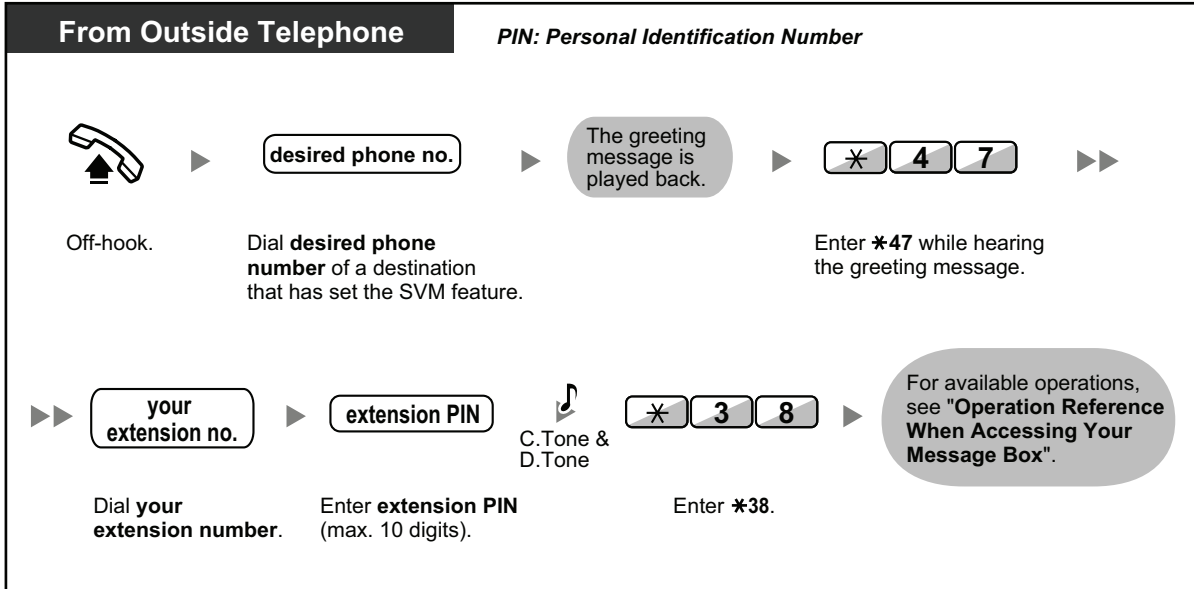 From Outside Telephone
PIN: Personal Identification Number
desired phone no.
The greeting
message is
played back.
* 4 7
Off-hook.
Dial desired phone
number of a destination
that has set the SVM feature.
Enter *47 while hearing
the greeting message.
your
extension no.
extension PIN
C.Tone &
D.Tone
* 3 8
For available operations,
see "Operation Reference
When Accessing Your
Message Box".
Dial your
extension number.
Enter extension PIN
(max. 10 digits).
Enter *38.